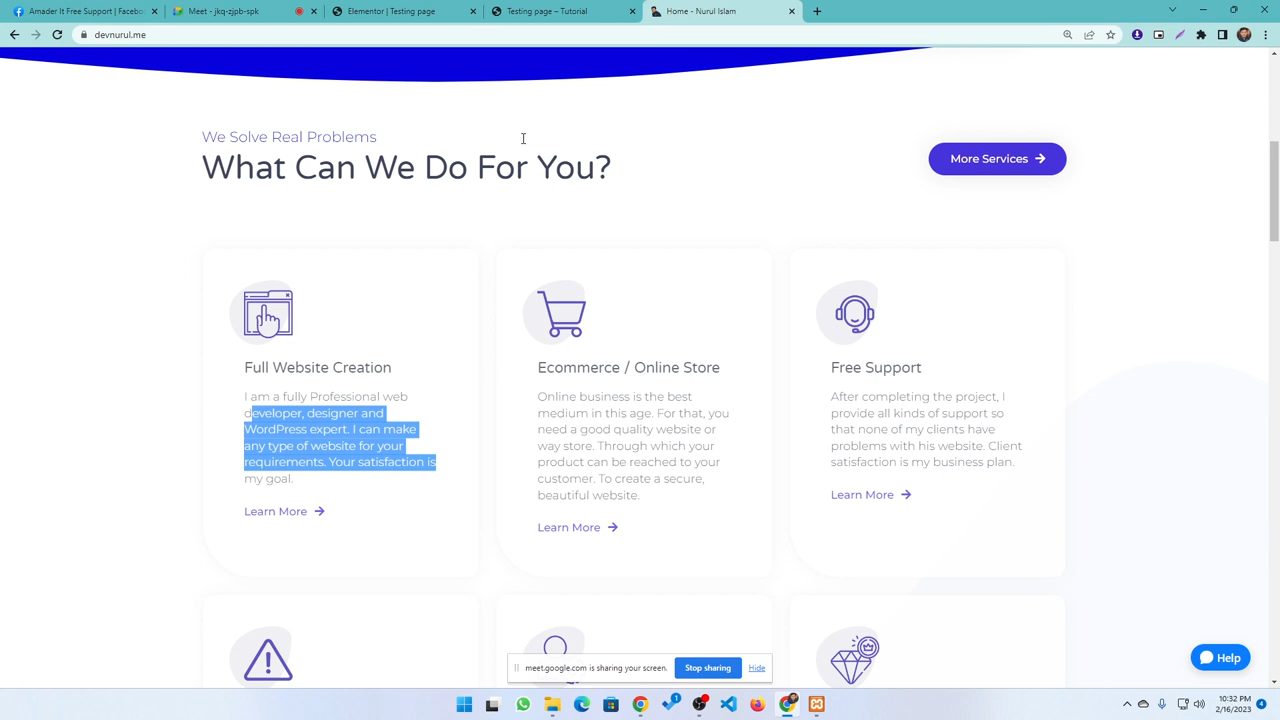 Amader It Free Support | Facebo
Meet - jkq-jpjb-pkt
Elementor | Testing page
Testing page – Tutorial
Home - Nurul Islam
devnurul.me
We Solve Real Problems
What Can We Do For You?
More Services
Full Website Creation
I am a fully Professional web
developer, designer and
WordPress expert. I can make
any type of website for your
requirements. Your satisfaction is
my goal.
Learn More
Ecommerce / Online Store
Online business is the best
medium in this age. For that, you
need a good quality website or
way store. Through which your
product can be reached to your
customer. To create a secure,
beautiful website.
Learn More
Free Support
After completing the project, I
provide all kinds of support so
that none of my clients have
problems with his website. Client
satisfaction is my business plan.
Learn More
meet.google.com is sharing your screen.
Stop sharing
Hide
Help
1
10:32 PM
2/16/2023
4